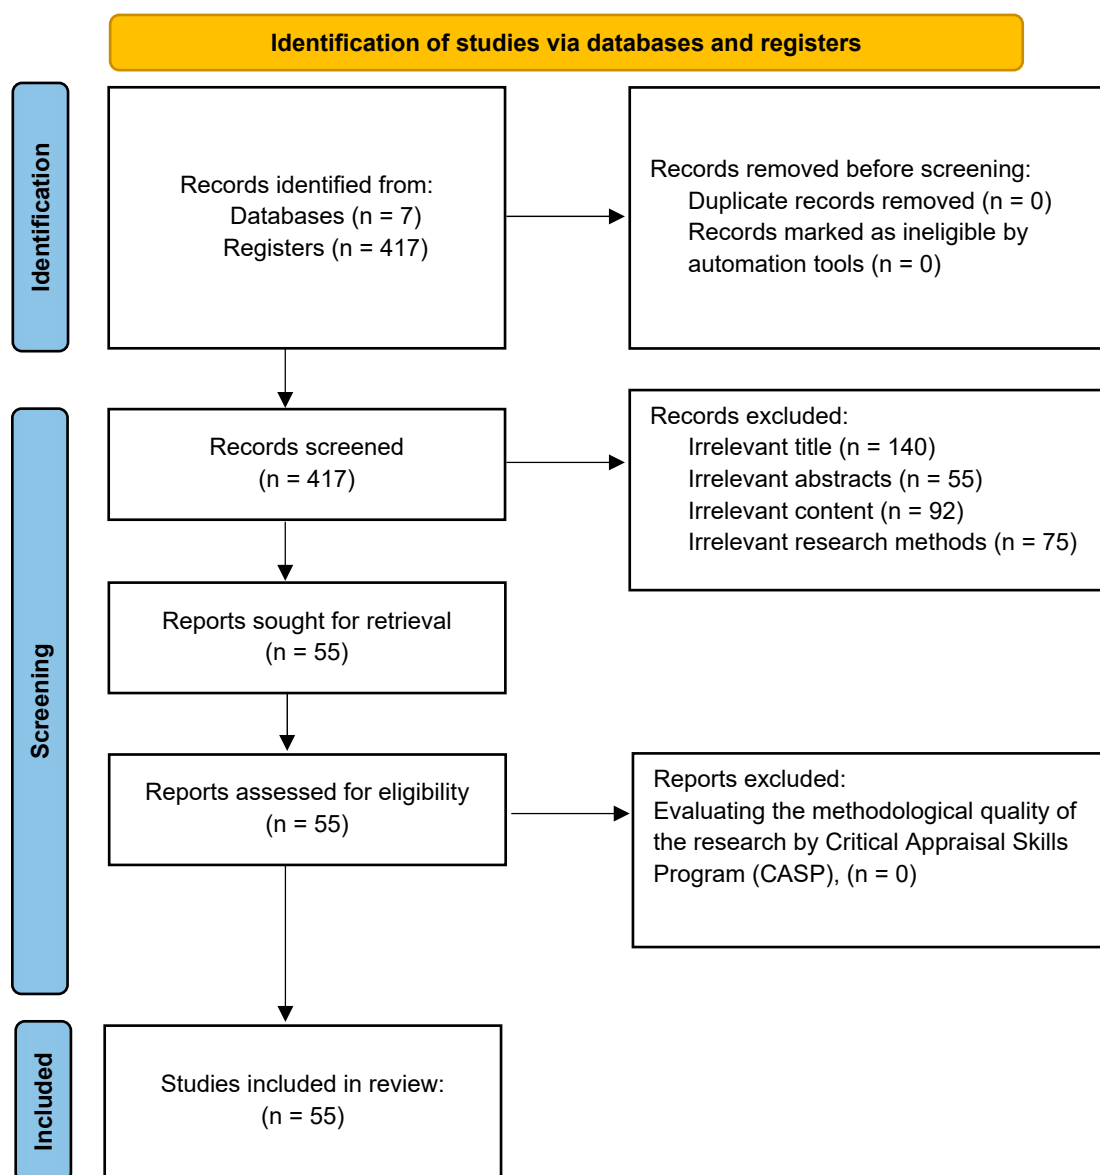 Identification of studies via databases and registers
Identification
Records identified from:
Databases (n = 7)
Registers (n = 417)
Records removed before screening:
Duplicate records removed (n = 0)
Records marked as ineligible by
automation tools (n = 0)
Screening
Records screened
(n = 417)
Records excluded:
Irrelevant title (n = 140)
Irrelevant abstracts (n = 55)
Irrelevant content (n = 92)
Irrelevant research methods (n = 75)
Reports sought for retrieval
(n = 55)
Reports assessed for eligibility
(n = 55)
Reports excluded:
Evaluating the methodological quality of
the research by Critical Appraisal Skills
Program (CASP), (n = 0)
Included
Studies included in review:
(n = 55)